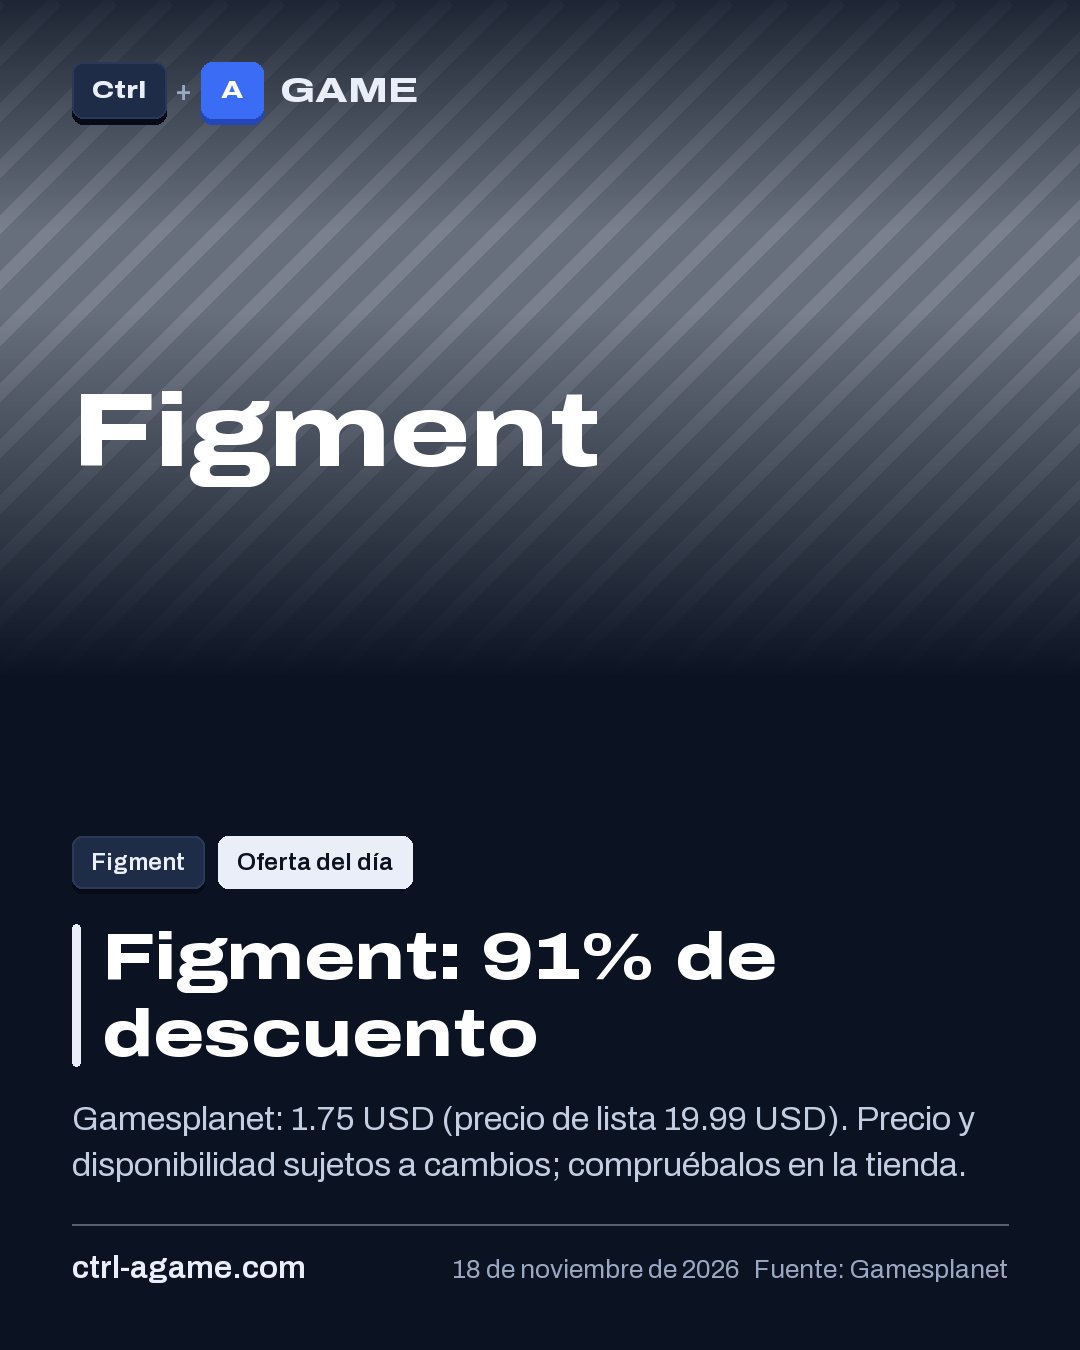 Ctrl + A GAME
Figment
Figment Oferta del día
Figment: 91% de
descuento
Gamesplanet: 1.75 USD (precio de lista 19.99 USD). Precio y
disponibilidad sujetos a cambios; compruébalos en la tienda.
ctrl-agame.com 18 de noviembre de 2026 Fuente: Gamesplanet